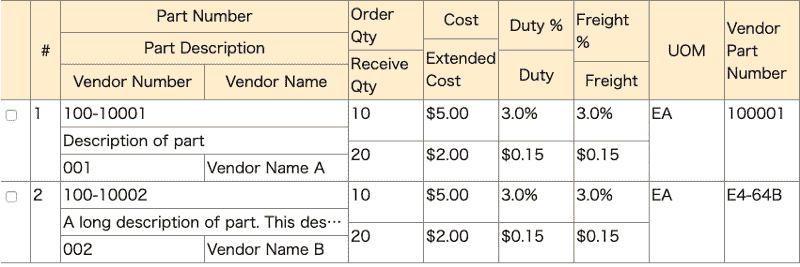 # Part Number Order Qty Cost Duty % Freight % UOM Vendor Part Number
Part Description
Receive Qty Extended Cost Duty Freight
Vendor Number Vendor Name
1 100-10001 10 $5.00 3.0% 3.0% EA 100001
Description of part
20 $2.00 $0.15 $0.15
001 Vendor Name A
2 100-10002 10 $5.00 3.0% 3.0% EA E4-64B
A long description of part. This des…
20 $2.00 $0.15 $0.15
002 Vendor Name B